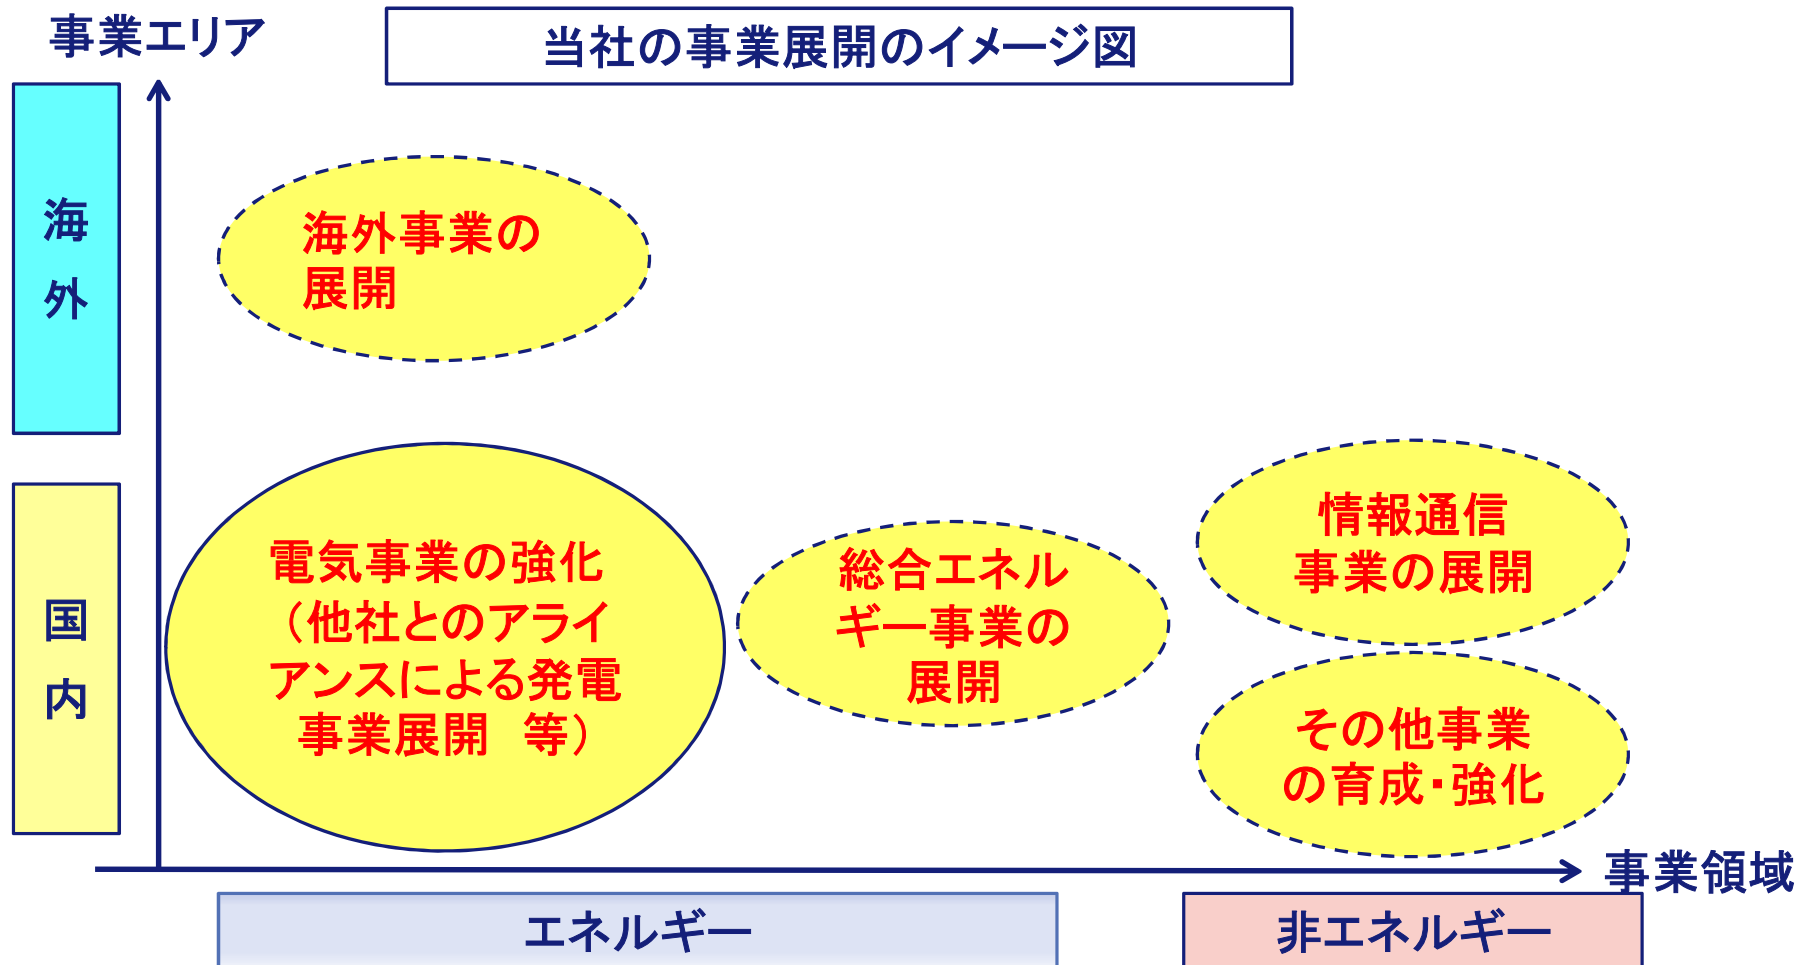 事業エリア
当社の事業展開のイメージ図
海
外
海外事業の
展開
国
内
電気事業の強化
（他社とのアライ
アンスによる発電
事業展開　等）
総合エネル
ギー事業の
展開
情報通信
事業の展開
その他事業
の育成・強化
事業領域
エネルギー
非エネルギー